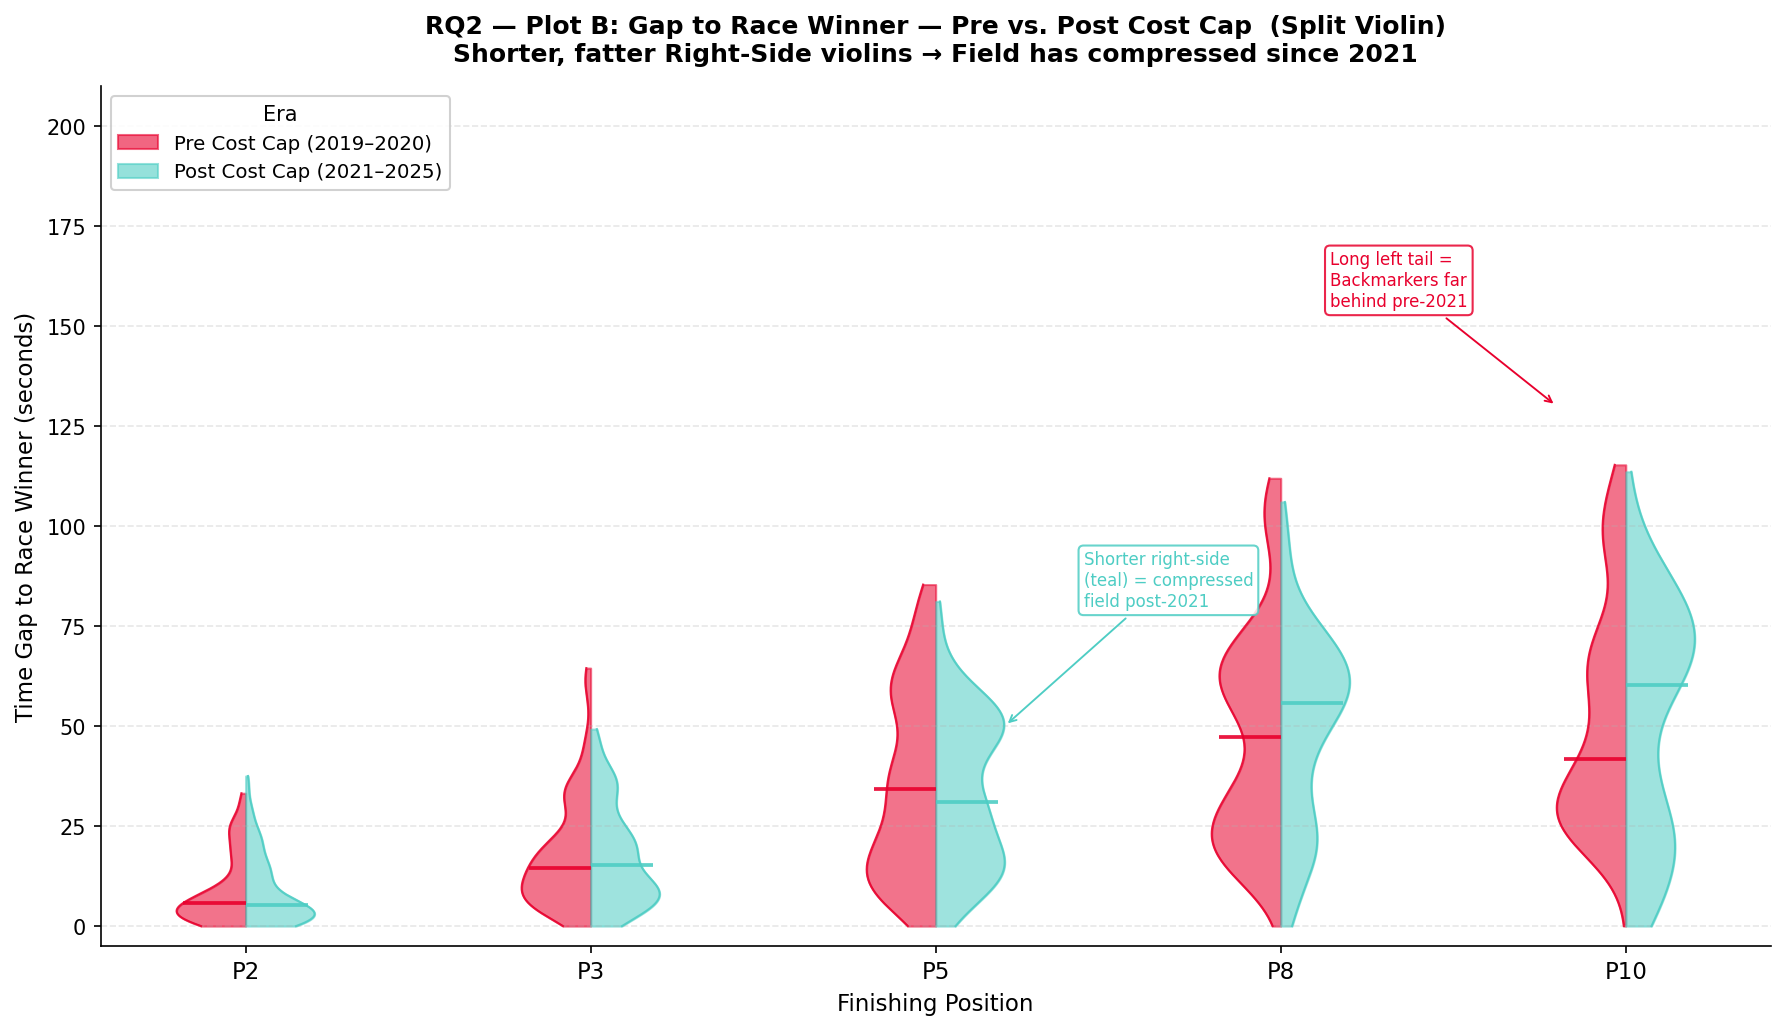 RQ2 — Plot B: Gap to Race Winner — Pre vs. Post Cost Cap  (Split Violin)
Shorter, fatter Right-Side violins → Field has compressed since 2021
Era
Pre Cost Cap (2019–2020)
Post Cost Cap (2021–2025)
Time Gap to Race Winner (seconds)
200
175
150
125
100
75
50
25
0
Long left tail =
Backmarkers far
behind pre-2021
Shorter right-side
(teal) = compressed
field post-2021
P2
P3
P5
P8
P10
Finishing Position